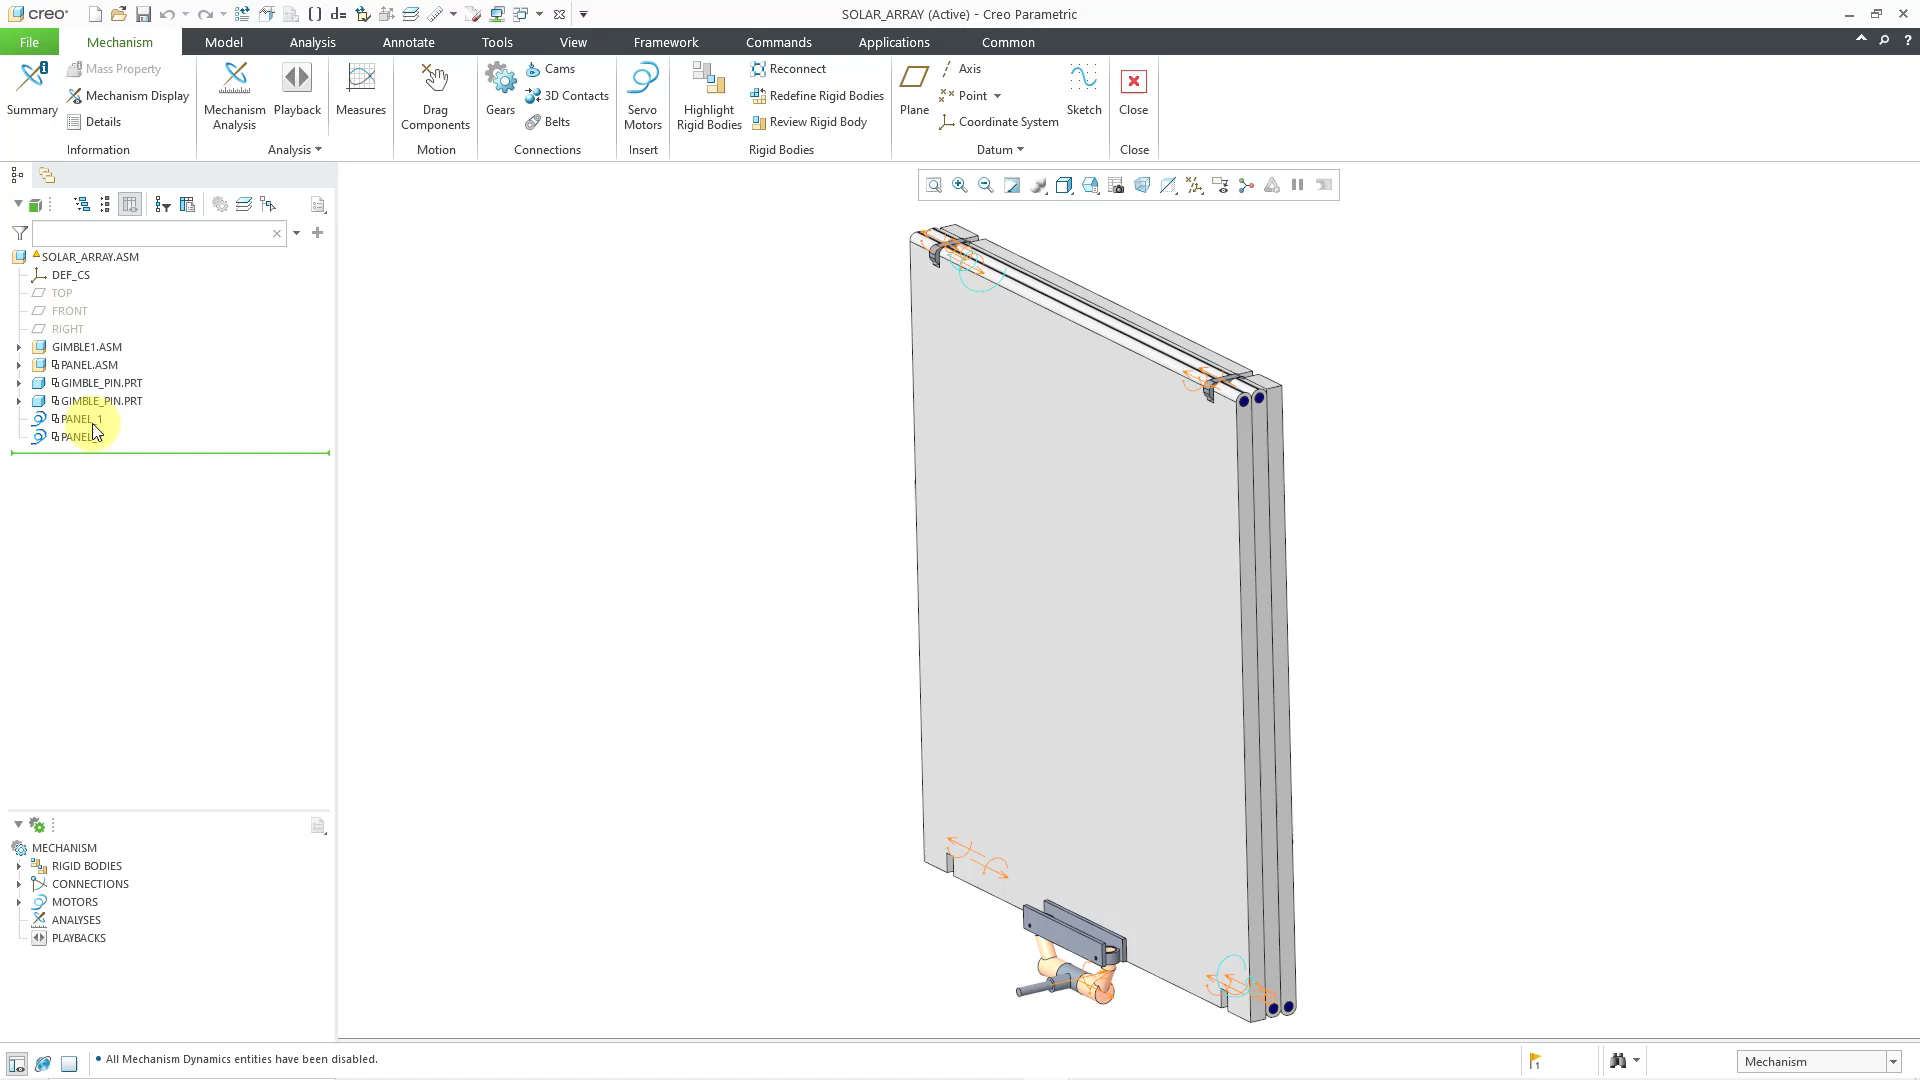 creo
SOLAR_ARRAY (Active) - Creo Parametric
File
Mechanism
Model
Analysis
Annotate
Tools
View
Framework
Commands
Applications
Common
Summary
Mass Property
Mechanism Display
Details
Information
Mechanism
Analysis
Playback
Analysis
Measures
Drag
Components
Motion
Gears
Cams
3D Contacts
Belts
Connections
Servo
Motors
Insert
Highlight
Rigid Bodies
Reconnect
Redefine Rigid Bodies
Review Rigid Body
Rigid Bodies
Plane
Axis
Point
Coordinate System
Sketch
Datum
Close
Close
SOLAR_ARRAY.ASM
DEF_CS
TOP
FRONT
RIGHT
GIMBLE1.ASM
PANEL.ASM
GIMBLE_PIN.PRT
GIMBLE_PIN.PRT
PANEL_1
MECHANISM
RIGID BODIES
CONNECTIONS
MOTORS
ANALYSES
PLAYBACKS
All Mechanism Dynamics entities have been disabled.
1
Mechanism